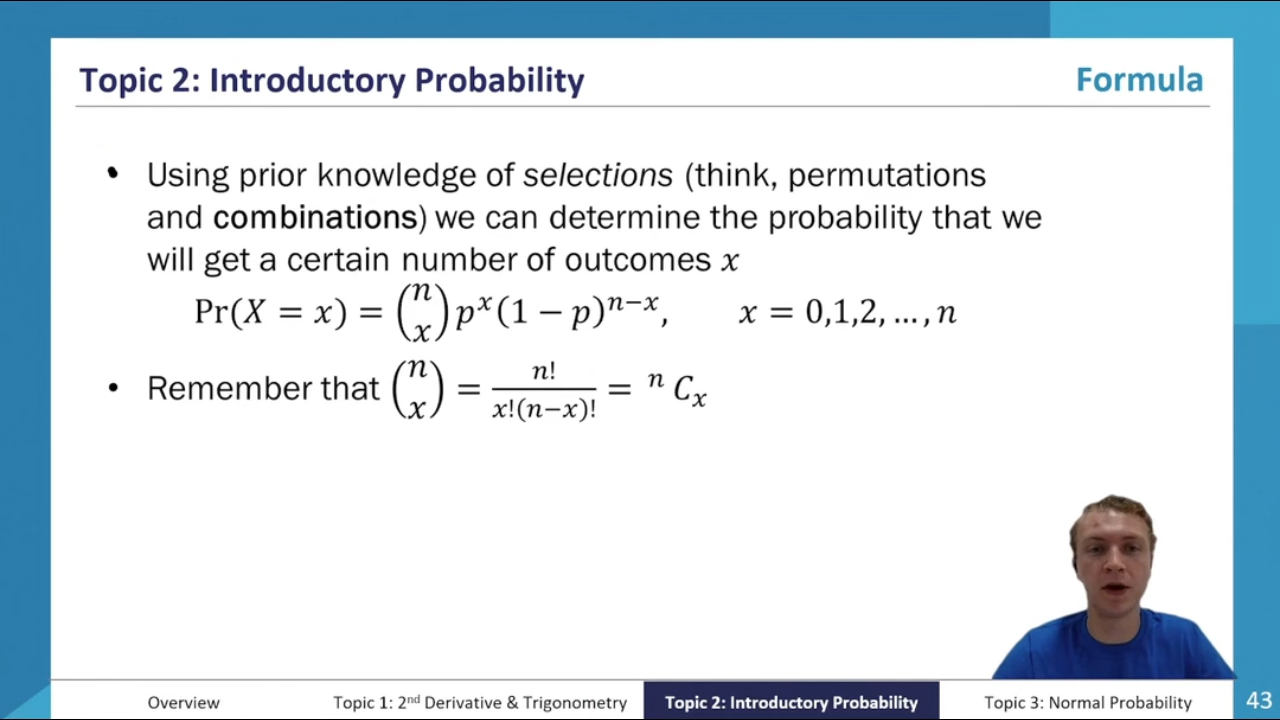 Topic 2: Introductory Probability
Formula
• Using prior knowledge of selections (think, permutations
and combinations) we can determine the probability that we
will get a certain number of outcomes x
Pr(X = x) = (n x) pˣ(1 − p)ⁿ⁻ˣ, x = 0,1,2, … , n
• Remember that (n x) = n! / x!(n−x)! = ⁿCₓ
Overview
Topic 1: 2ⁿᵈ Derivative & Trigonometry
Topic 2: Introductory Probability
Topic 3: Normal Probability
43